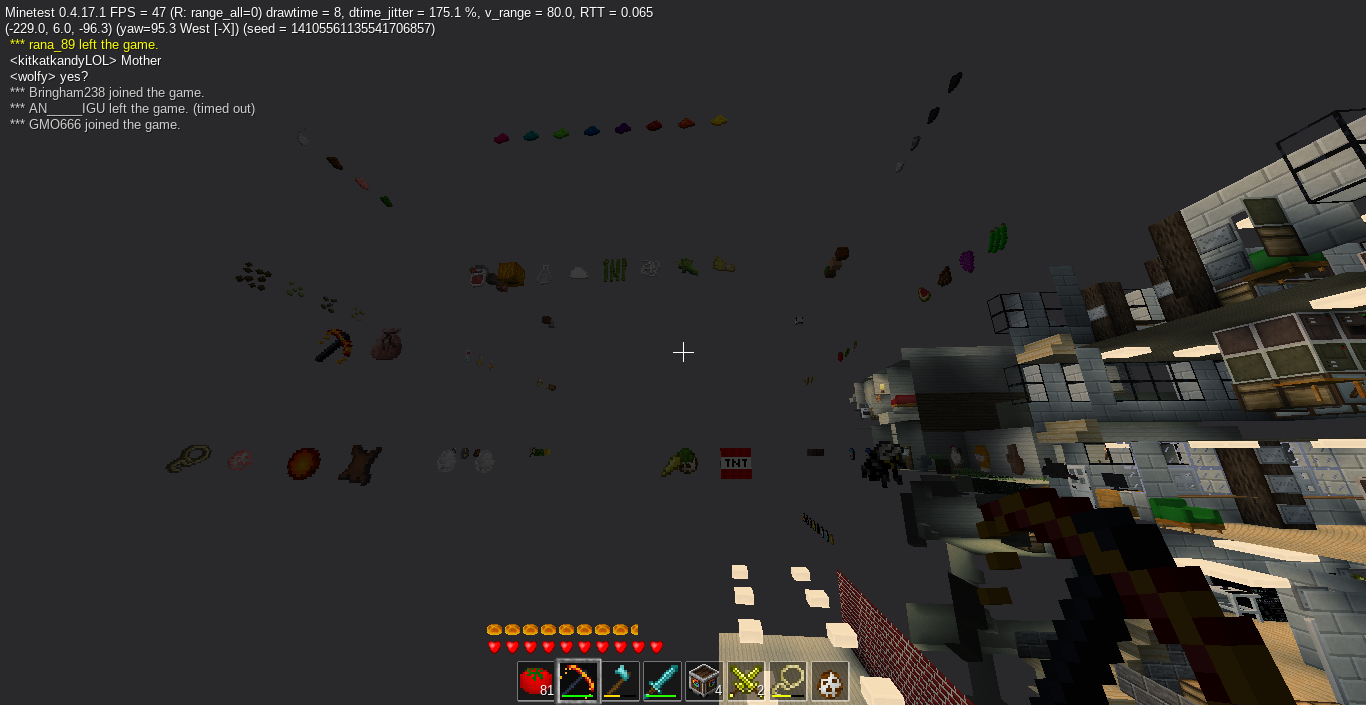 Minetest 0.4.17.1 FPS = 47 (R: range_all=0) drawtime = 8, dtime_jitter = 175.1 %, v_range = 80.0, RTT = 0.065
(-229.0, 6.0, -96.3) (yaw=95.3 West [-X]) (seed = 14105561135541706857)
*** rana_89 left the game.
<kitkatkandyLOL> Mother
<wolfy> yes?
*** Bringham238 joined the game.
*** AN_____IGU left the game. (timed out)
*** GMO666 joined the game.
TNT
81
4
2